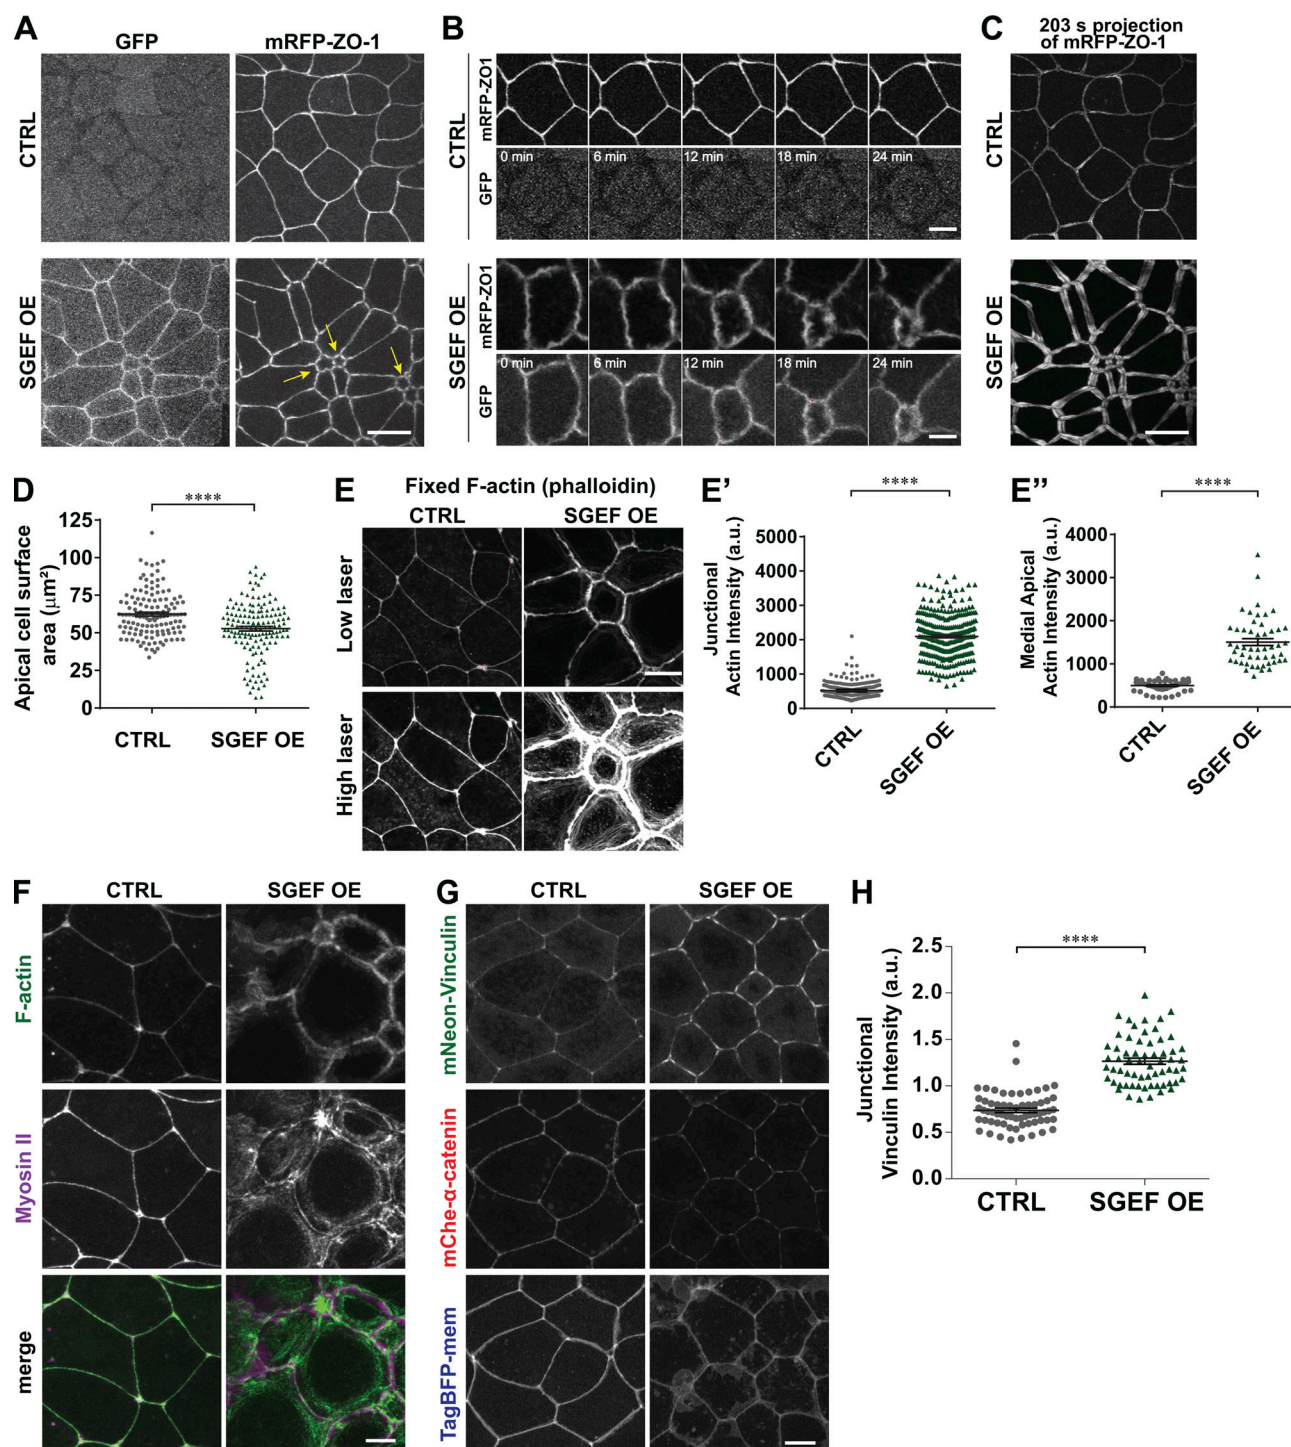 A
GFP
mRFP-ZO-1
CTRL
SGEF OE
B
CTRL
mRFP-ZO1
GFP
0 min
6 min
12 min
18 min
24 min
SGEF OE
mRFP-ZO1
GFP
0 min
6 min
12 min
18 min
24 min
C
203 s projection
of mRFP-ZO-1
CTRL
SGEF OE
D
****
Apical cell surface
area (μm²)
125
100
75
50
25
0
CTRL
SGEF OE
E
Fixed F-actin (phalloidin)
CTRL
SGEF OE
Low laser
High laser
E'
****
Junctional
Actin Intensity (a.u.)
5000
4000
3000
2000
1000
0
CTRL
SGEF OE
E''
****
Medial Apical
Actin Intensity (a.u.)
4000
3000
2000
1000
0
CTRL
SGEF OE
F
CTRL
SGEF OE
F-actin
Myosin II
merge
G
CTRL
SGEF OE
mNeon-Vinculin
mChe-α-catenin
TagBFP-mem
H
****
Junctional
Vinculin Intensity (a.u.)
2.5
2.0
1.5
1.0
0.5
0.0
CTRL
SGEF OE